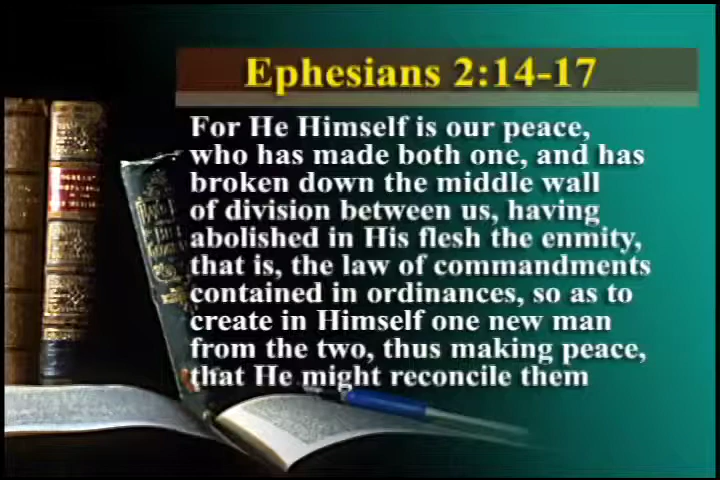 Ephesians 2:14-17
For He Himself is our peace,
who has made both one, and has
broken down the middle wall
of division between us, having
abolished in His flesh the enmity,
that is, the law of commandments
contained in ordinances, so as to
create in Himself one new man
from the two, thus making peace,
that He might reconcile them